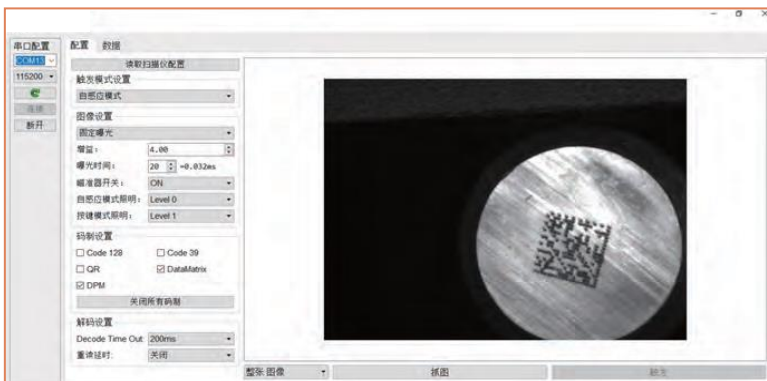 串口配置
COM13
115200
连接
断开
配置 数据
读取扫描仪配置
触发模式设置
自感应模式
图像设置
固定曝光
增益: 4.00
曝光时间: 20 *0.032ms
瞄准器开关: ON
自感应模式照明: Level 0
按键模式照明: Level 1
码制设置
Code 128 Code 39
QR DataMatrix
DPM
关闭所有码制
解码设置
Decode Time Out: 200ms
重读延时: 关闭
整张 图像 抓图 触发